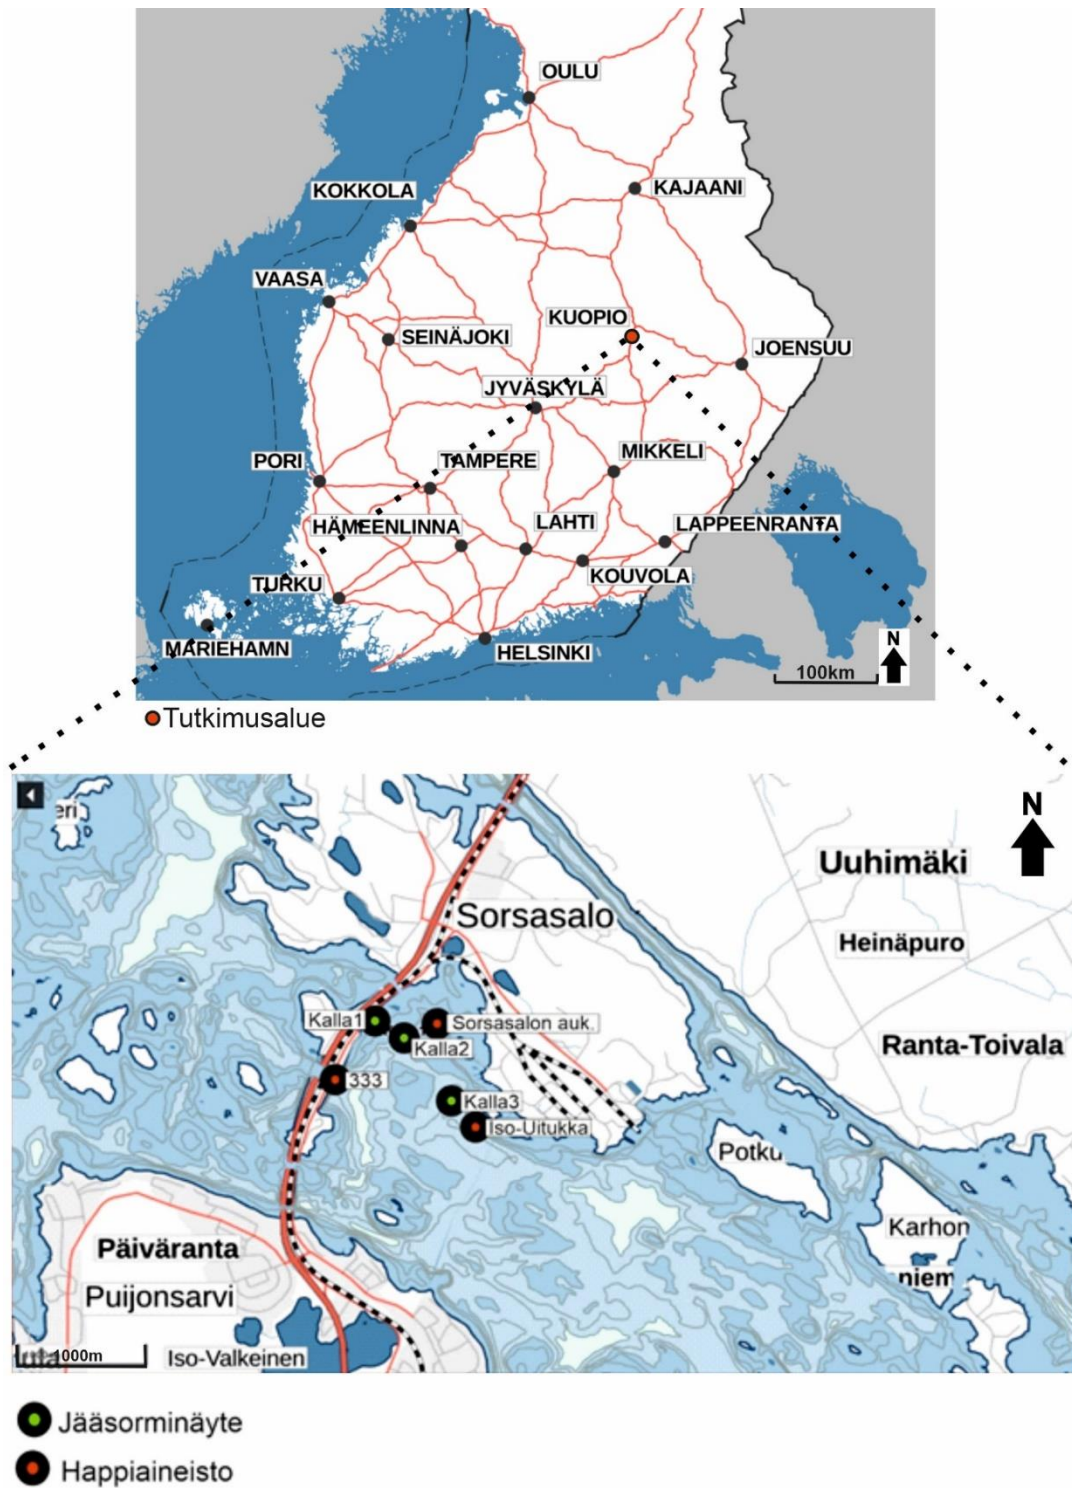 OULU
KAJAANI
KOKKOLA
VAASA
KUOPIO
SEINÄJOKI
JOENSUU
JYVÄSKYLÄ
MIKKELI
PORI
TAMPERE
HÄMEENLINNA
LAHTI
LAPPEENRANTA
KOUVOLA
TURKU
MARIEHAMN
HELSINKI
N
100km
Tutkimusalue
eri
N
Uuhimäki
Sorsasalo
Heinäpuro
Kalla1
Sorsasalon auk.
Kalla2
Ranta-Toivala
333
Kalla3
Iso-Uitukka
Potku
Karhon
niem
Päiväranta
Puijonsarvi
1000m
Iso-Valkeinen
Jääsorminäyte
Happiaineisto